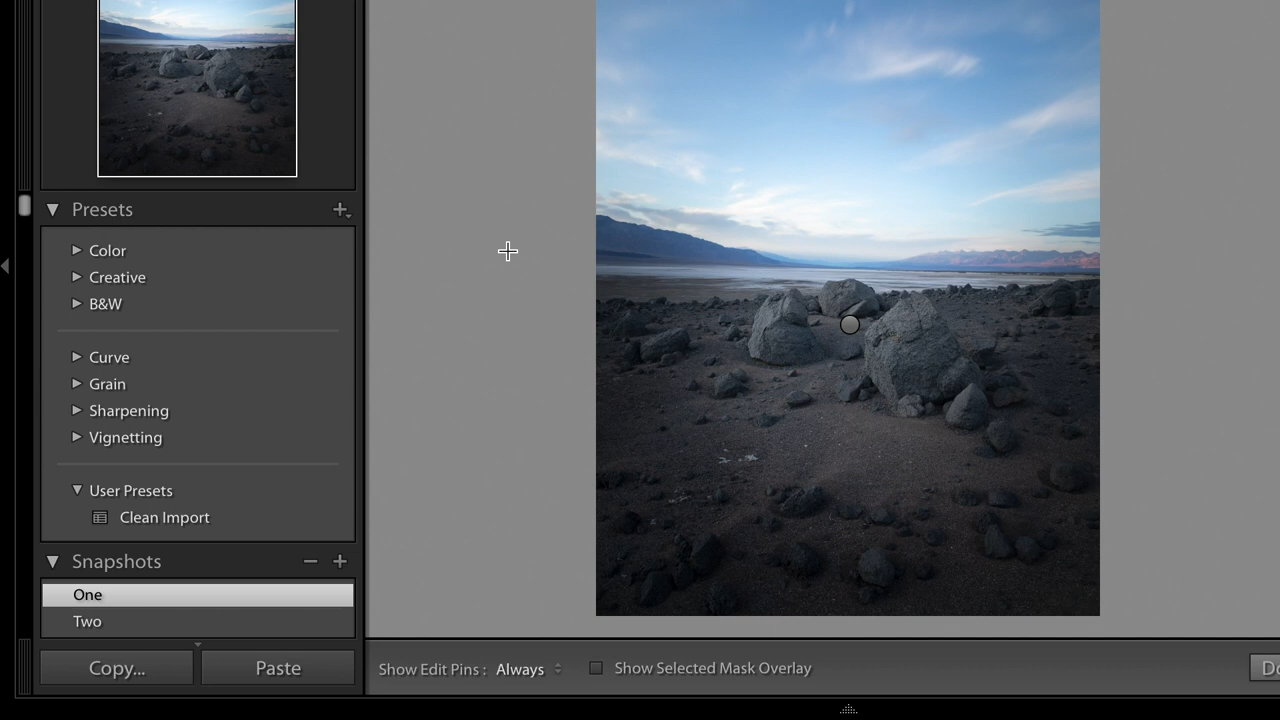 Presets
Color
Creative
B&W
Curve
Grain
Sharpening
Vignetting
User Presets
Clean Import
Snapshots
One
Two
Copy... Paste
Show Edit Pins : Always Show Selected Mask Overlay